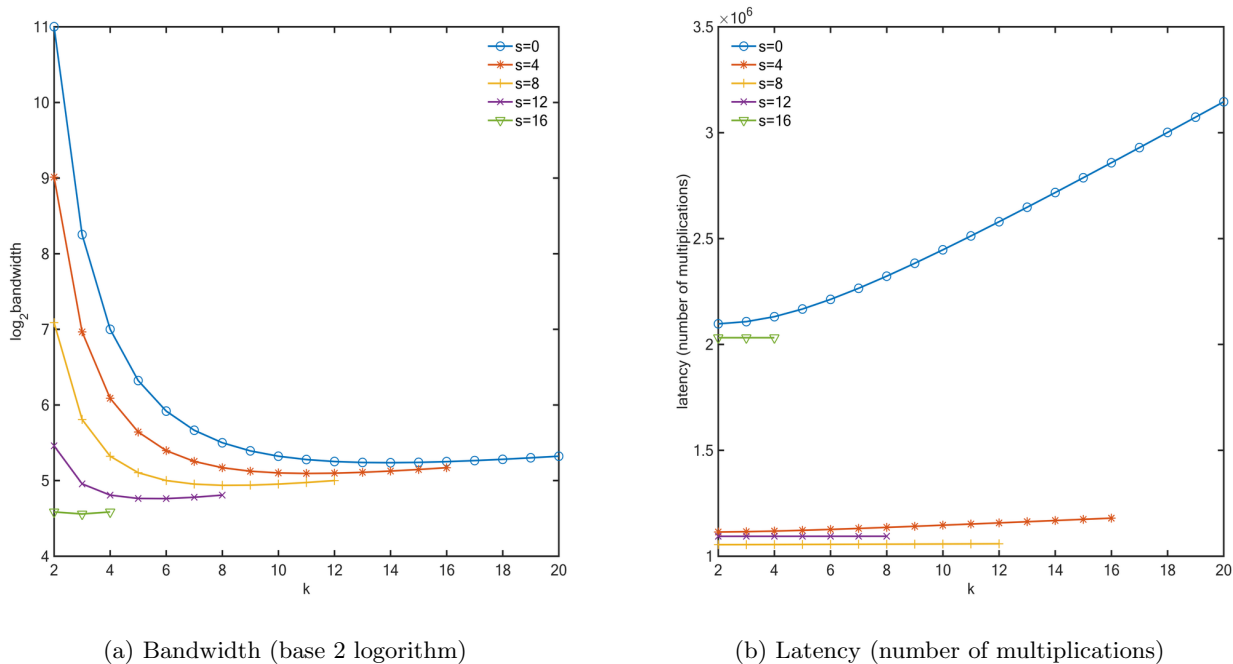 11
10
9
8
7
6
5
4
log2bandwidth
2 4 6 8 10 12 14 16 18 20
k
s=0
s=4
s=8
s=12
s=16
(a) Bandwidth (base 2 logorithm)
×10^6
3.5
3
2.5
2
1.5
1
latency (number of multiplications)
2 4 6 8 10 12 14 16 18 20
k
s=0
s=4
s=8
s=12
s=16
(b) Latency (number of multiplications)